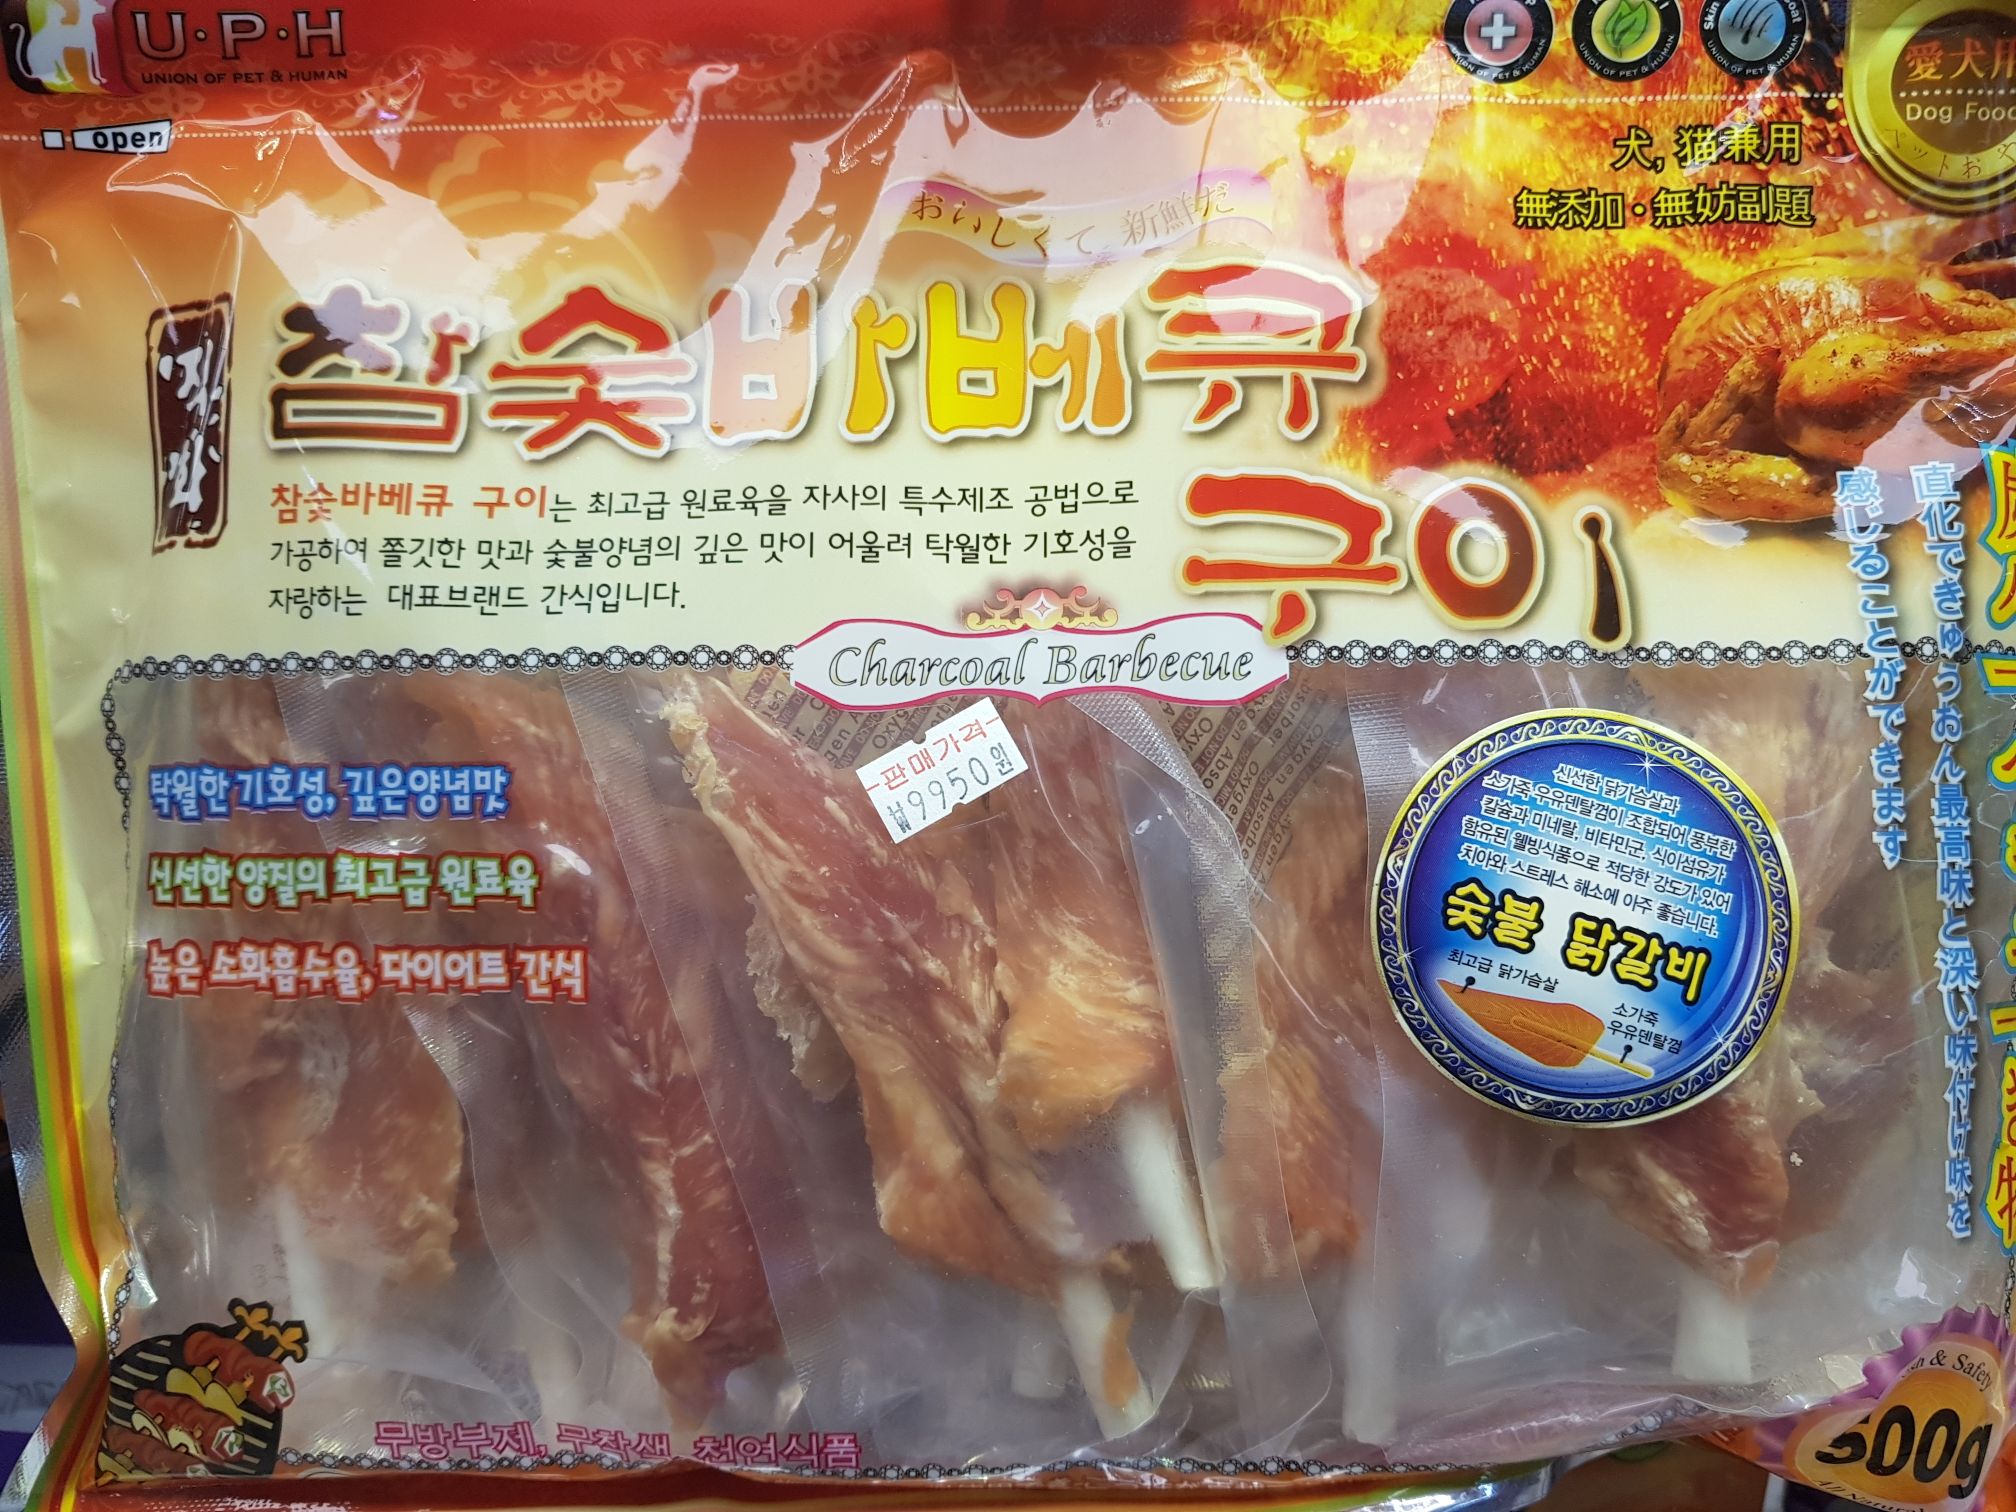 U·P·H
UNION OF PET & HUMAN
open
愛犬用
Dog Food
犬, 猫兼用
無添加·無妨副題
おいしくて 新鮮だ
직화
참숯바베큐
구이
참숯바베큐 구이는 최고급 원료육을 자사의 특수제조 공법으로
가공하여 쫄깃한 맛과 숯불양념의 깊은 맛이 어울려 탁월한 기호성을
자랑하는 대표브랜드 간식입니다.
Charcoal Barbecue
直化できゅうおん最高味と深い味付け味を
感じることができます
판매가격
₩9950원
탁월한 기호성, 깊은양념맛
신선한 양질의 최고급 원료육
높은 소화흡수율, 다이어트 간식
신선한 닭가슴살과
소가죽 우유덴탈껌이 조합되어 풍부한
칼슘과 미네랄, 비타민군, 식이섬유가
함유된 웰빙식품으로 적당한 강도가 있어
치아와 스트레스 해소에 아주 좋습니다.
숯불 닭갈비
최고급 닭가슴살
소가죽
우유덴탈껌
무방부제, 무착색, 천연식품
& Safety
500g